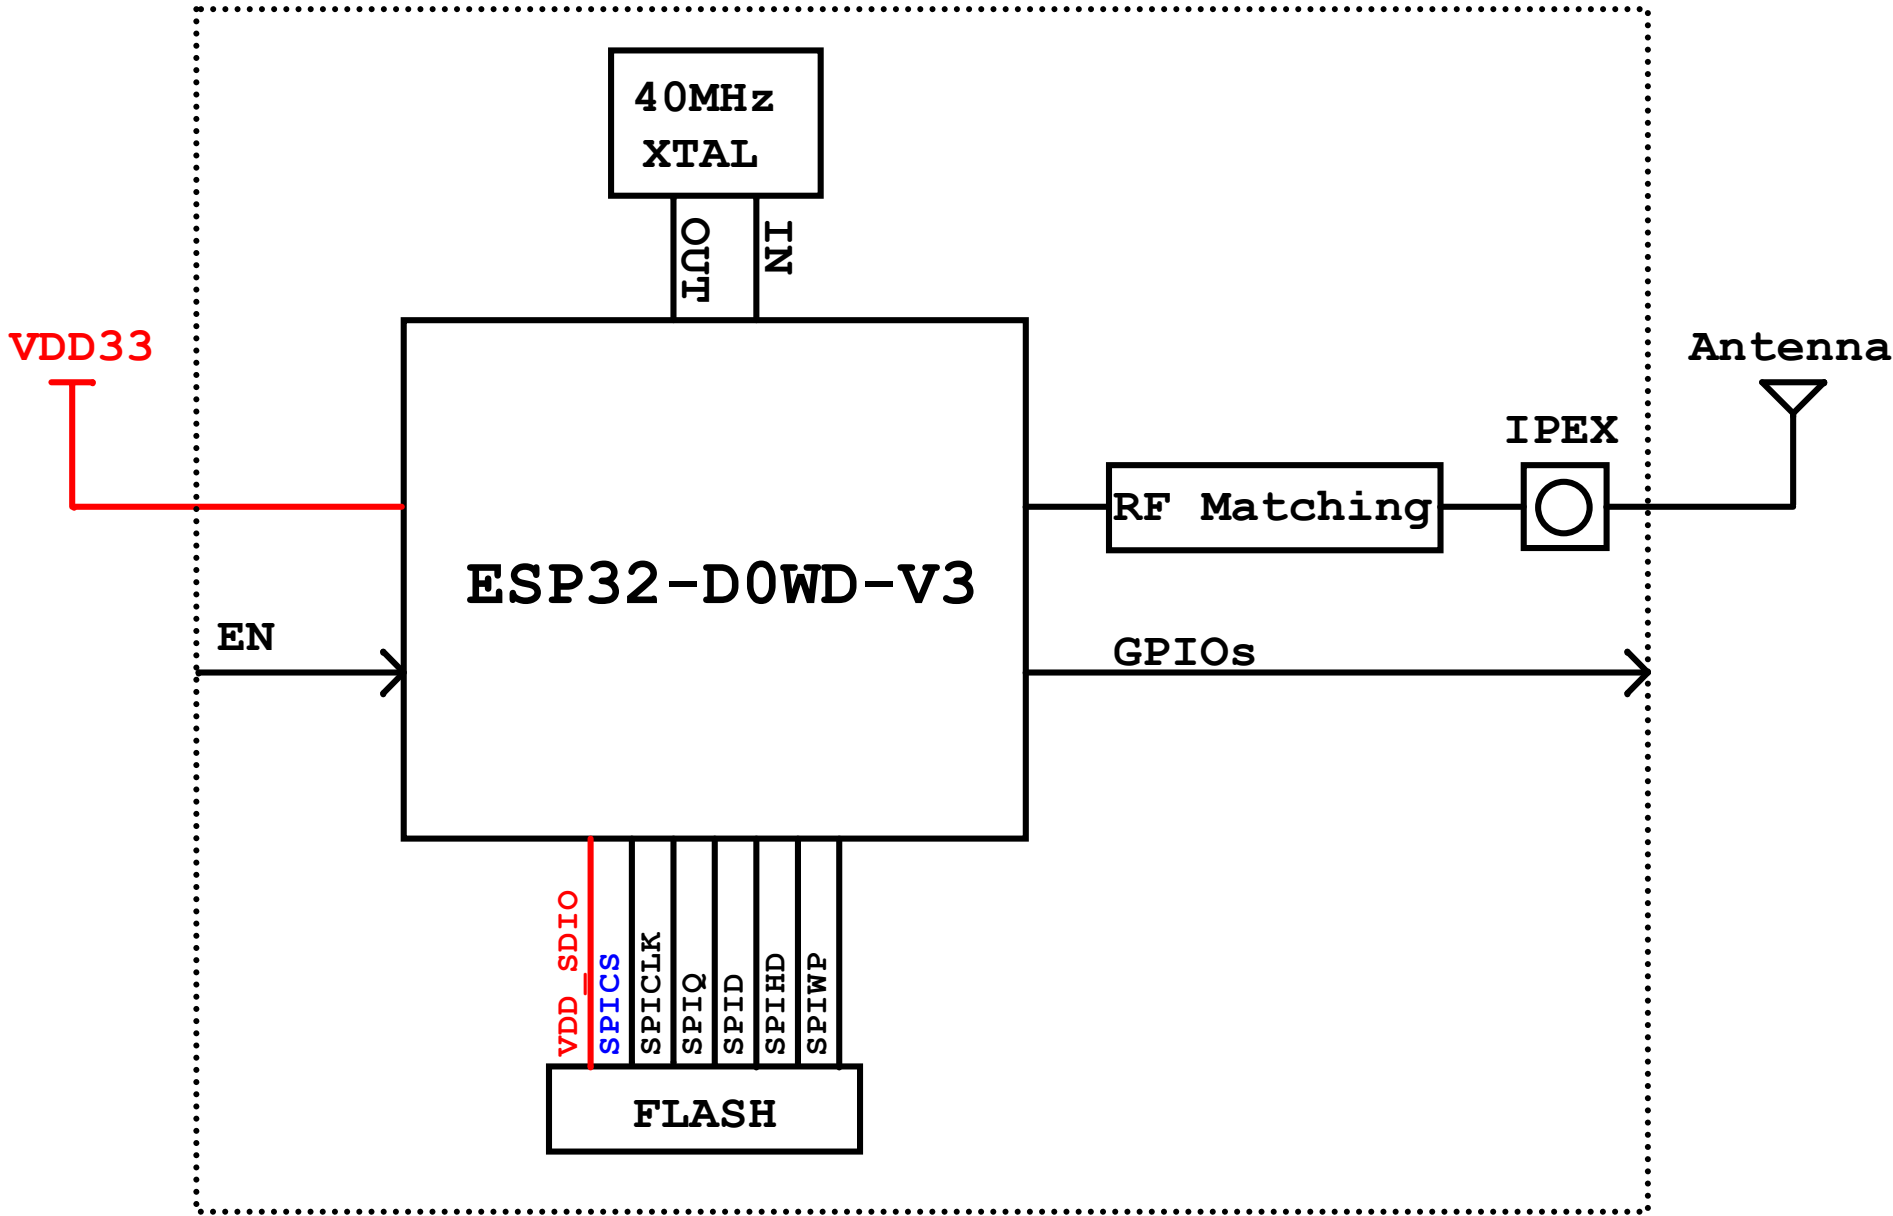 40MHz
XTAL
OUT
IN
VDD33
Antenna
IPEX
RF Matching
ESP32-D0WD-V3
EN
GPIOs
VDD_SDIO
SPICS
SPICLK
SPIQ
SPID
SPIHD
SPIWP
FLASH